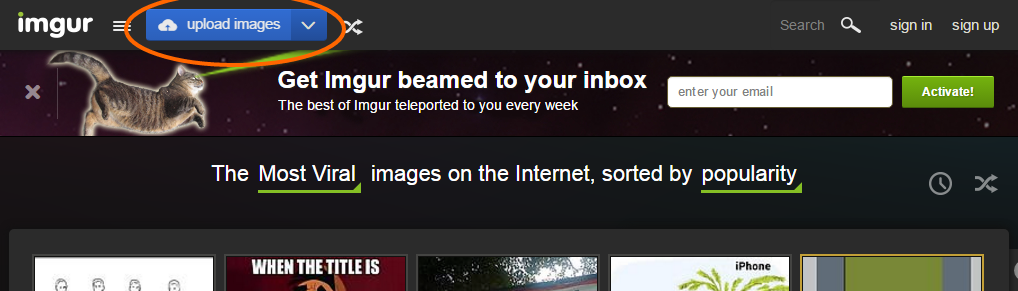 imgur upload images Search sign in sign up
Get Imgur beamed to your inbox
The best of Imgur teleported to you every week
enter your email
Activate!
The Most Viral images on the Internet, sorted by popularity
WHEN THE TITLE IS
iPhone